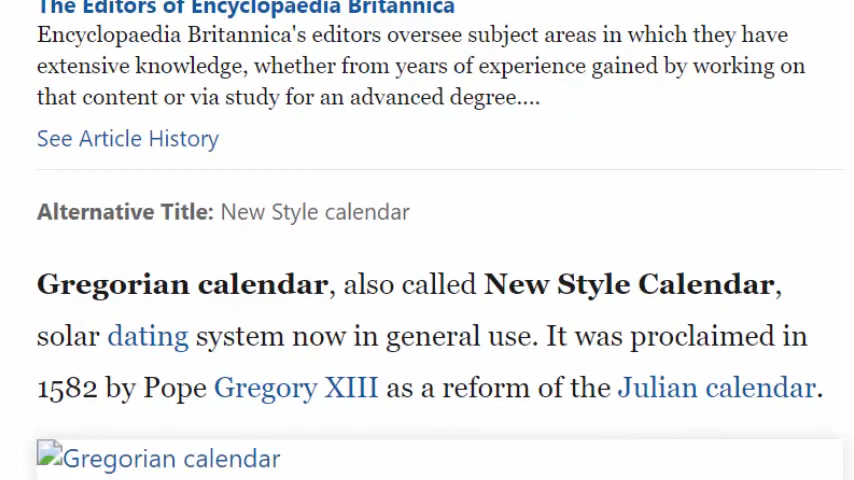 The Editors of Encyclopaedia Britannica
Encyclopaedia Britannica's editors oversee subject areas in which they have
extensive knowledge, whether from years of experience gained by working on
that content or via study for an advanced degree....
See Article History
Alternative Title: New Style calendar
Gregorian calendar, also called New Style Calendar,
solar dating system now in general use. It was proclaimed in
1582 by Pope Gregory XIII as a reform of the Julian calendar.
Gregorian calendar